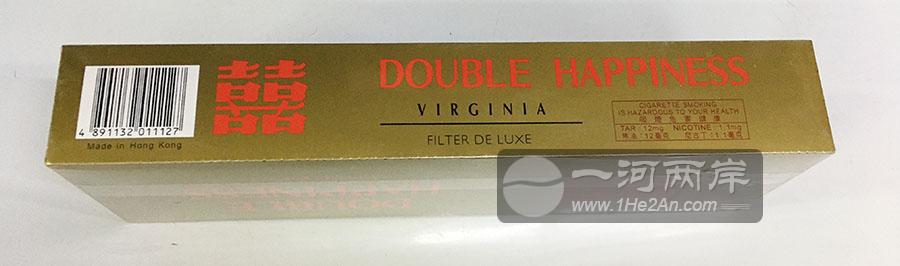 4 891132 011127
Made in Hong Kong
囍
DOUBLE HAPPINESS
VIRGINIA
FILTER DE LUXE
CIGARETTE SMOKING
IS HAZARDOUS TO YOUR HEALTH
吸煙危害健康
TAR: 12mg NICOTINE: 1.1mg
焦油:12毫克 尼古丁:1.1毫克
一河两岸
www.1He2An.com